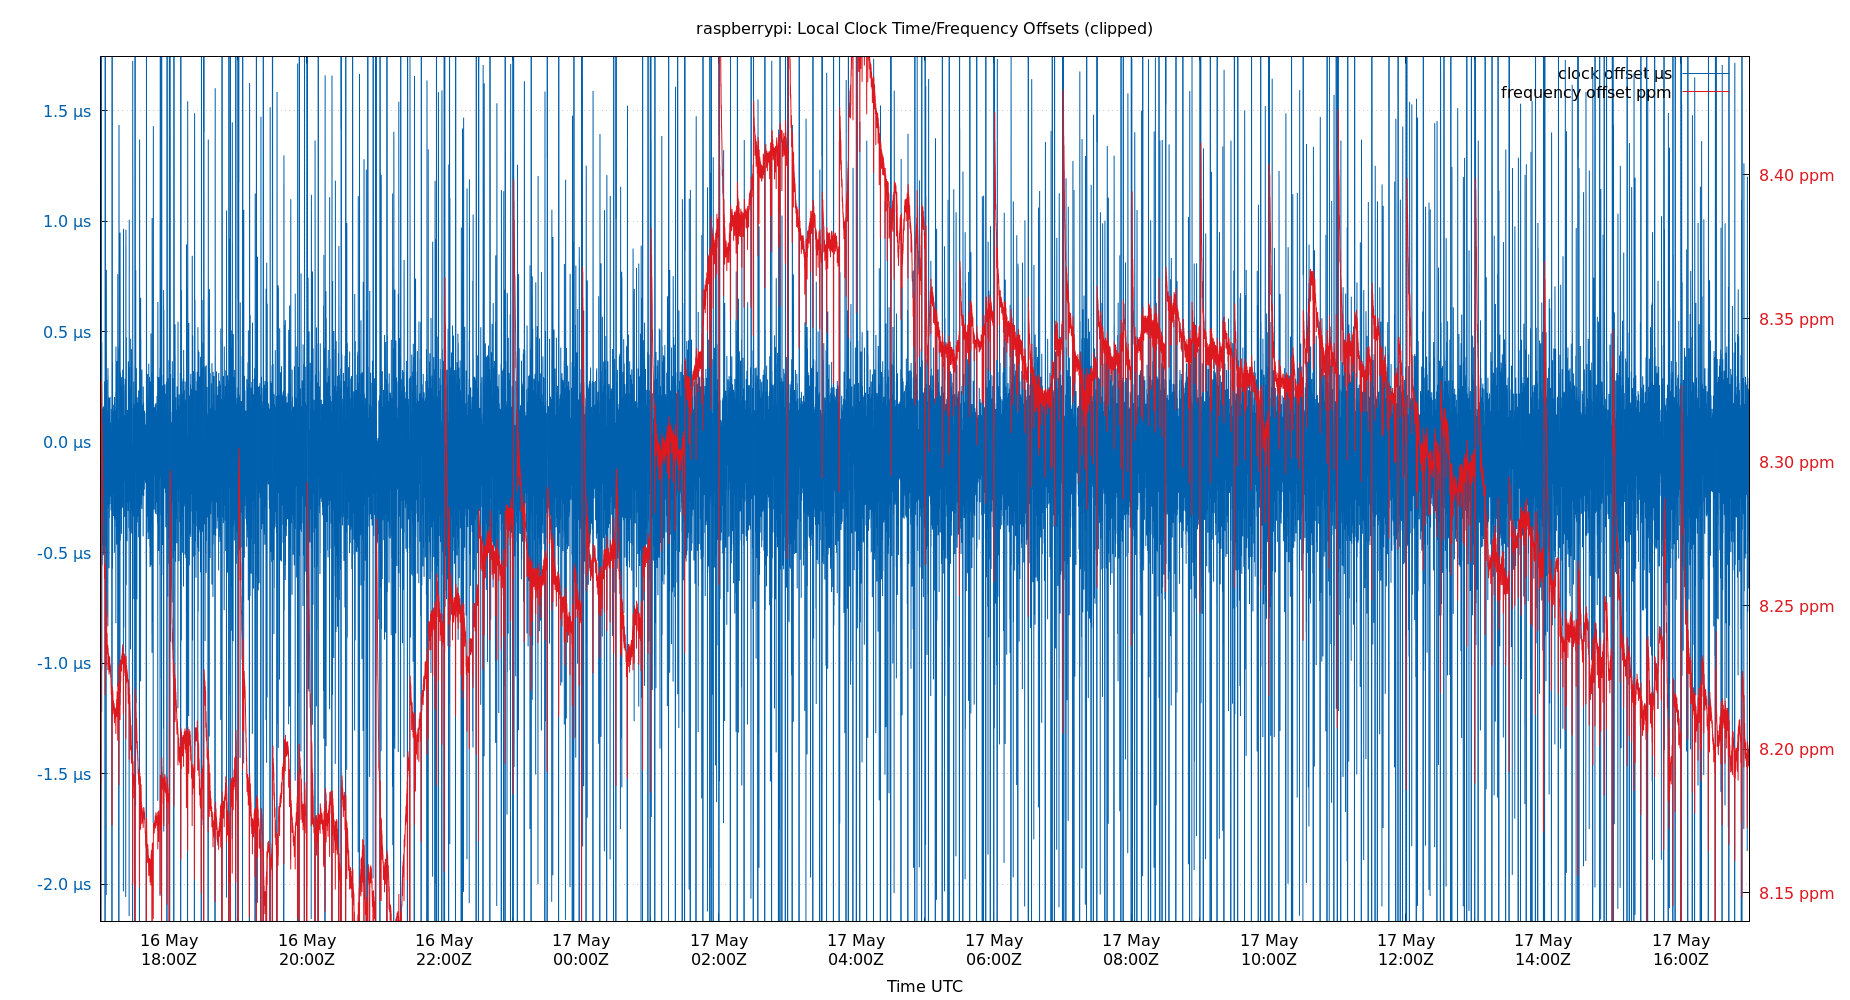 raspberrypi: Local Clock Time/Frequency Offsets (clipped)
clock offset µs
frequency offset ppm
1.5 µs
1.0 µs
0.5 µs
0.0 µs
-0.5 µs
-1.0 µs
-1.5 µs
-2.0 µs
8.40 ppm
8.35 ppm
8.30 ppm
8.25 ppm
8.20 ppm
8.15 ppm
16 May 16 May 16 May 17 May 17 May 17 May 17 May 17 May 17 May 17 May 17 May 17 May
18:00Z 20:00Z 22:00Z 00:00Z 02:00Z 04:00Z 06:00Z 08:00Z 10:00Z 12:00Z 14:00Z 16:00Z
Time UTC